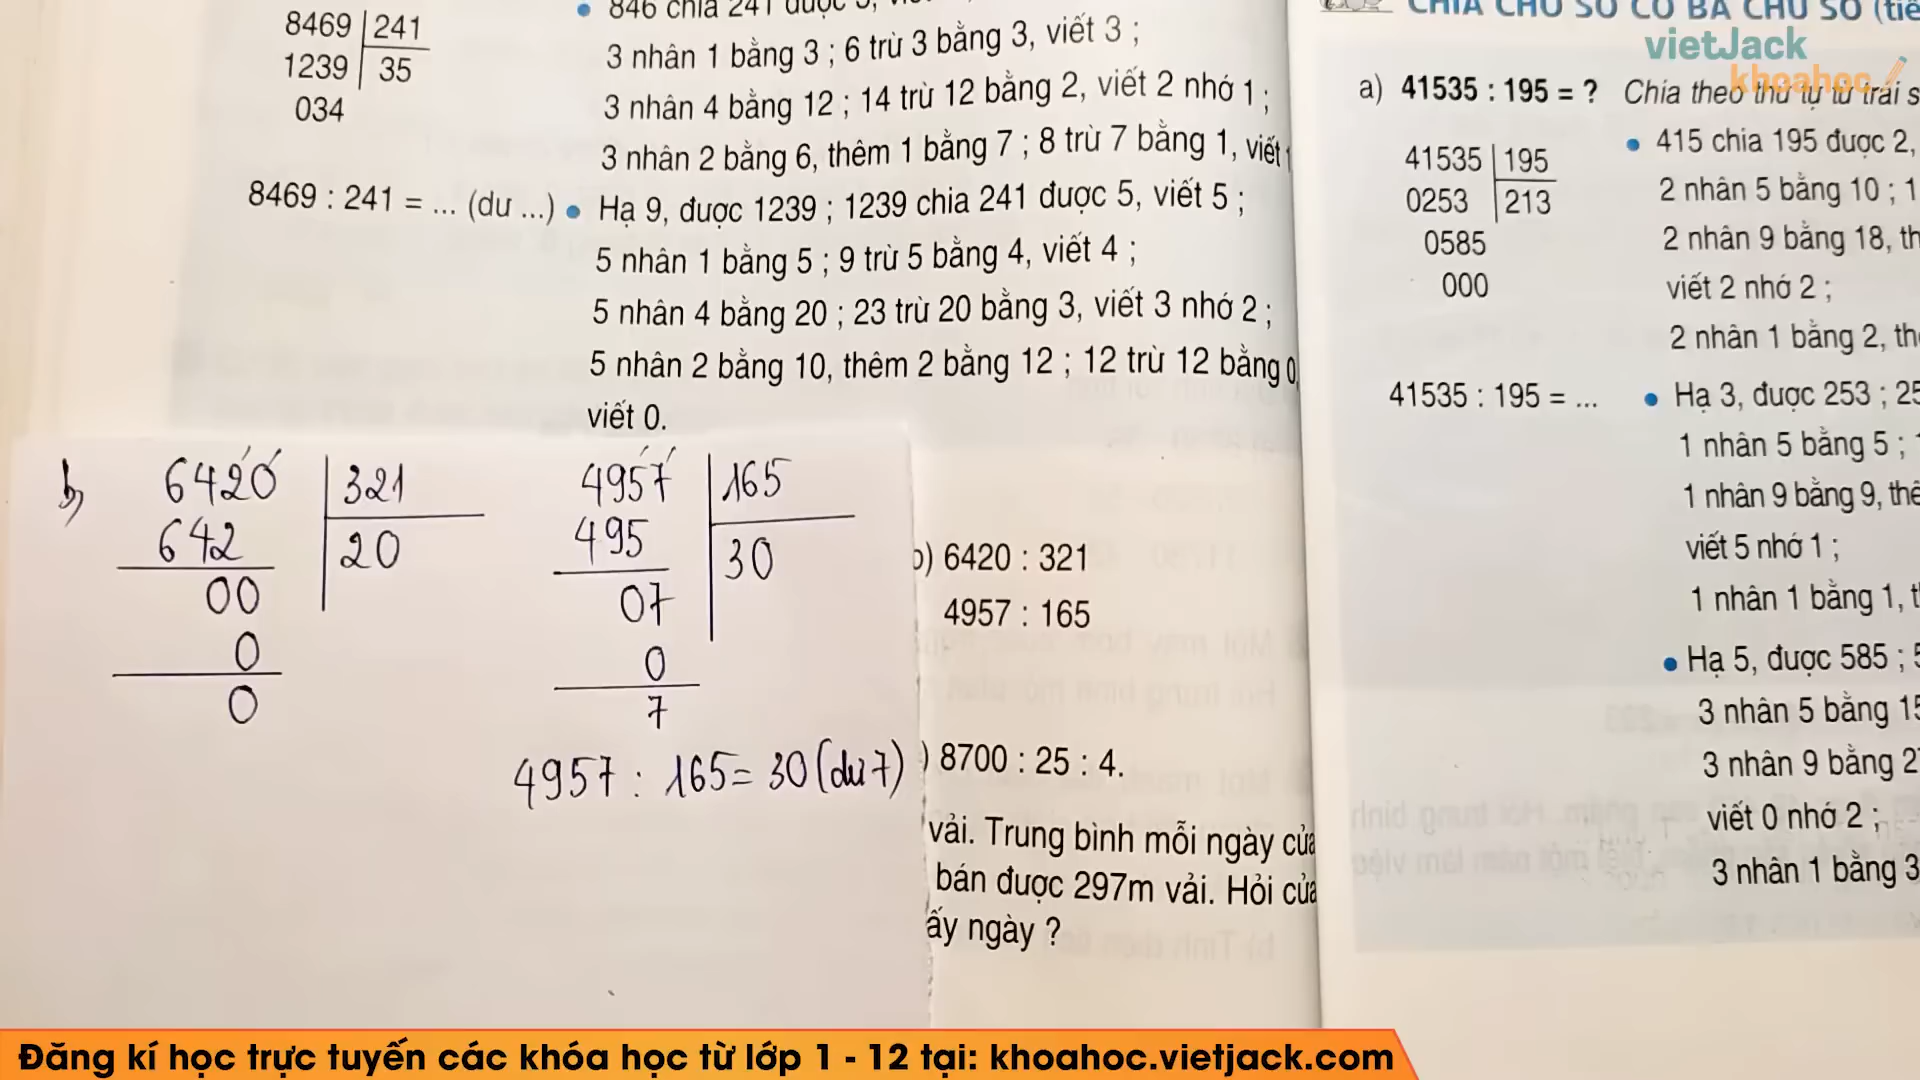 8469 241
1239 35
034
8469 : 241 = ... (dư ...)
846 chia 241 được 3,
3 nhân 1 bằng 3 ; 6 trừ 3 bằng 3, viết 3 ;
3 nhân 4 bằng 12 ; 14 trừ 12 bằng 2, viết 2 nhớ 1 ;
3 nhân 2 bằng 6, thêm 1 bằng 7 ; 8 trừ 7 bằng 1, viết 1
Hạ 9, được 1239 ; 1239 chia 241 được 5, viết 5 ;
5 nhân 1 bằng 5 ; 9 trừ 5 bằng 4, viết 4 ;
5 nhân 4 bằng 20 ; 23 trừ 20 bằng 3, viết 3 nhớ 2 ;
5 nhân 2 bằng 10, thêm 2 bằng 12 ; 12 trừ 12 bằng 0,
viết 0.
b)
6420 321
642 20
00
0
0
4957 165
495 30
07
0
7
4957 : 165 = 30 (dư 7)
b) 6420 : 321
4957 : 165
) 8700 : 25 : 4.
vải. Trung bình mỗi ngày cửa
bán được 297m vải. Hỏi cửa
ấy ngày ?
CHIA CHO SỐ CÓ BA CHỮ SỐ (tiế
vietJack
khoahoc
a) 41535 : 195 = ? Chia theo thứ tự từ trái s
41535 195
0253 213
0585
000
41535 : 195 = ...
415 chia 195 được 2,
2 nhân 5 bằng 10 ; 1
2 nhân 9 bằng 18, th
viết 2 nhớ 2 ;
2 nhân 1 bằng 2, th
Hạ 3, được 253 ; 25
1 nhân 5 bằng 5 ;
1 nhân 9 bằng 9, thê
viết 5 nhớ 1 ;
1 nhân 1 bằng 1, t
Hạ 5, được 585 ; 5
3 nhân 5 bằng 15
3 nhân 9 bằng 27
viết 0 nhớ 2 ;
3 nhân 1 bằng 3
Đăng kí học trực tuyến các khóa học từ lớp 1 - 12 tại: khoahoc.vietjack.com